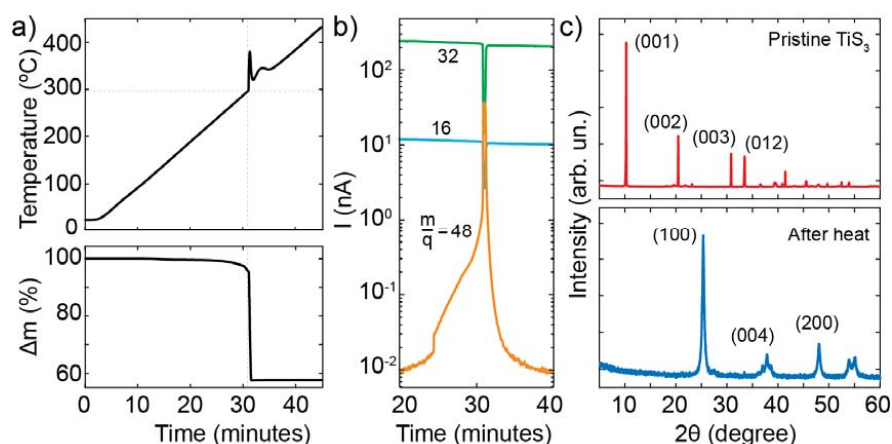 a)
Temperature (ºC)
400
300
200
100
0
Δm (%)
100
80
60
0 10 20 30 40
Time (minutes)
b)
I (nA)
10²
10¹
10⁰
10⁻¹
10⁻²
32
16
m
q
=48
20 30 40
Time (minutes)
c)
Intensity (arb. un.)
Pristine TiS₃
(001)
(002)
(003)
(012)
After heat
(100)
(004)
(200)
10 20 30 40 50 60
2θ (degree)